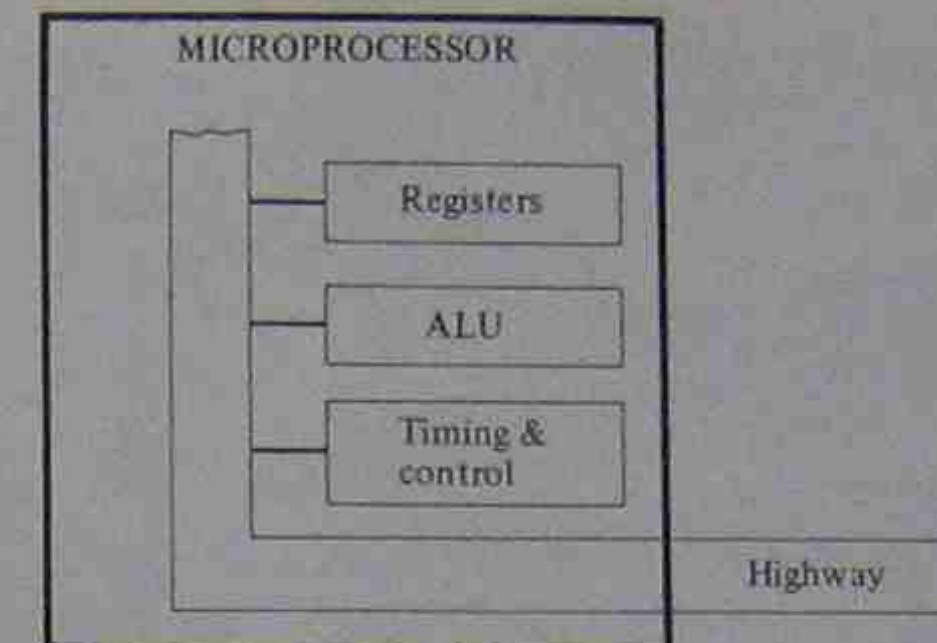 MICROPROCESSOR
Registers
ALU
Timing &
control
Highway